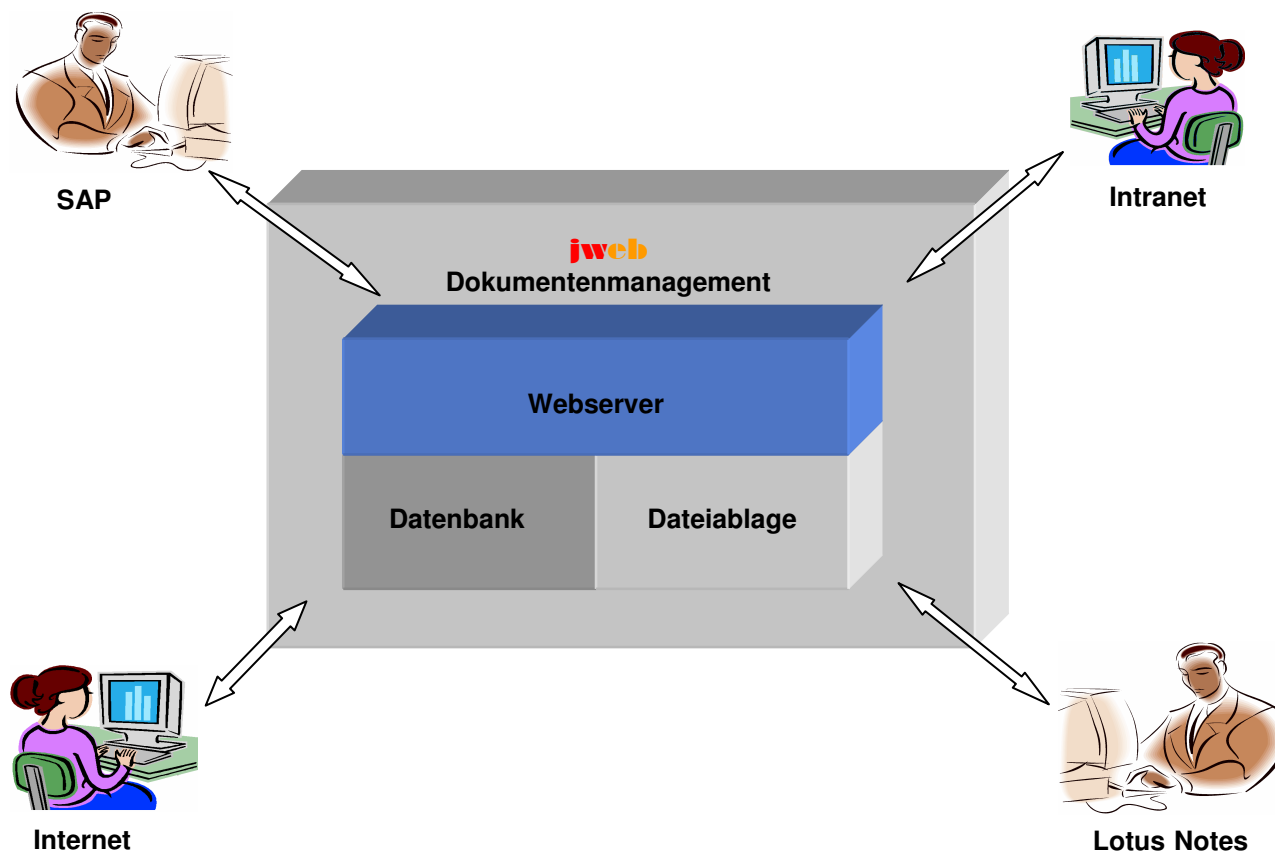 SAP
Intranet
jweb
Dokumentenmanagement
Webserver
Datenbank
Dateiablage
Internet
Lotus Notes